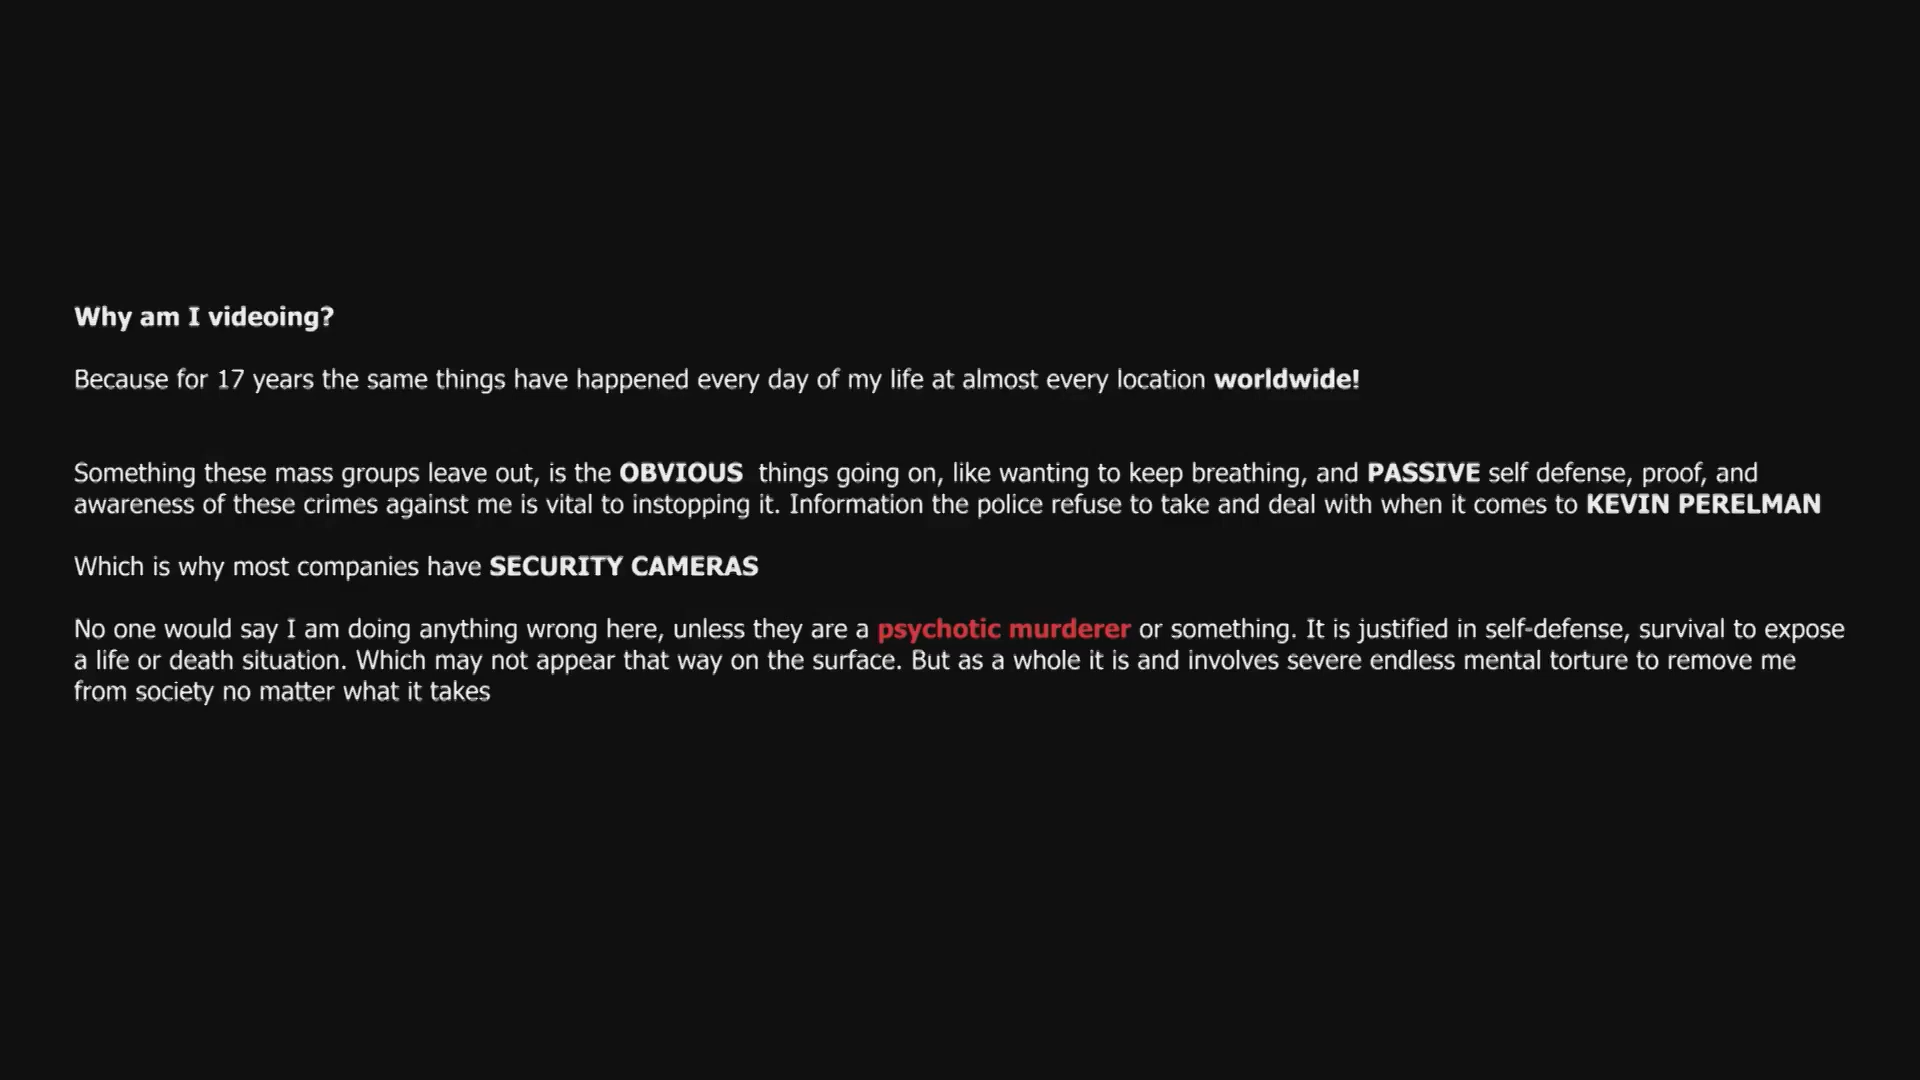 Why am I videoing?
Because for 17 years the same things have happened every day of my life at almost every location worldwide!
Something these mass groups leave out, is the OBVIOUS things going on, like wanting to keep breathing, and PASSIVE self defense, proof, and
awareness of these crimes against me is vital to instopping it. Information the police refuse to take and deal with when it comes to KEVIN PERELMAN
Which is why most companies have SECURITY CAMERAS
No one would say I am doing anything wrong here, unless they are a psychotic murderer or something. It is justified in self-defense, survival to expose
a life or death situation. Which may not appear that way on the surface. But as a whole it is and involves severe endless mental torture to remove me
from society no matter what it takes